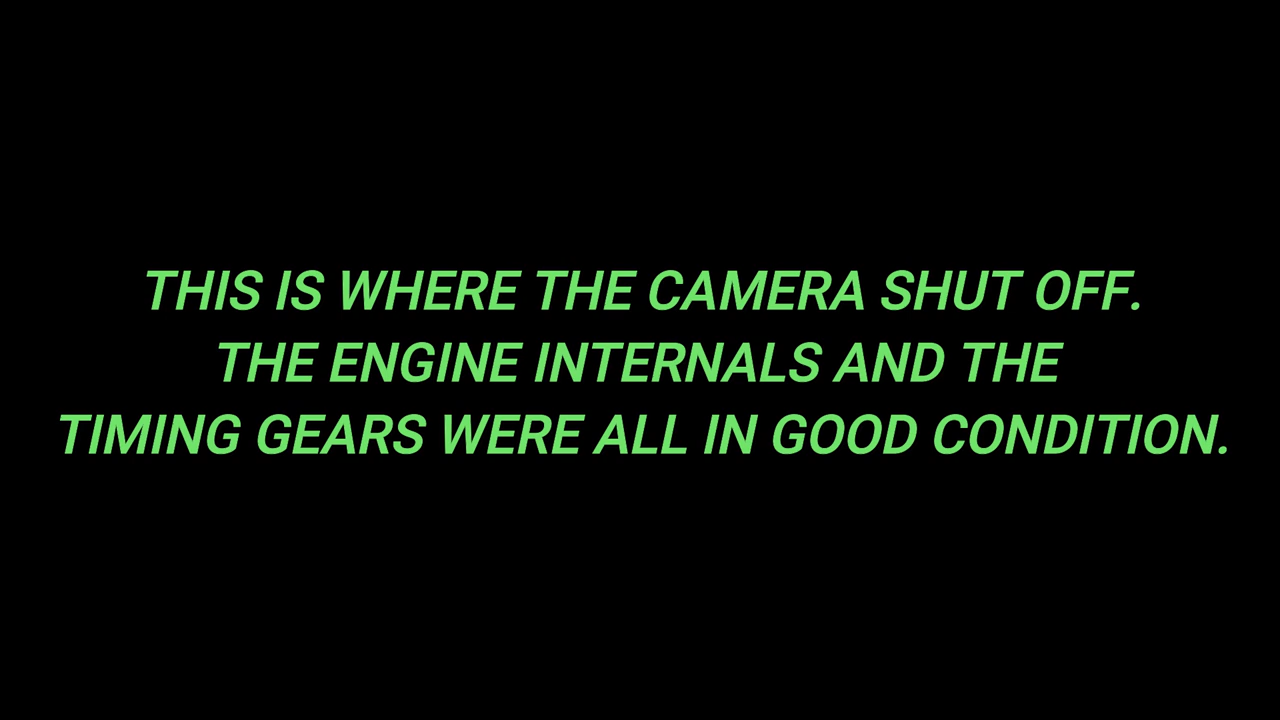 THIS IS WHERE THE CAMERA SHUT OFF.
THE ENGINE INTERNALS AND THE
TIMING GEARS WERE ALL IN GOOD CONDITION.